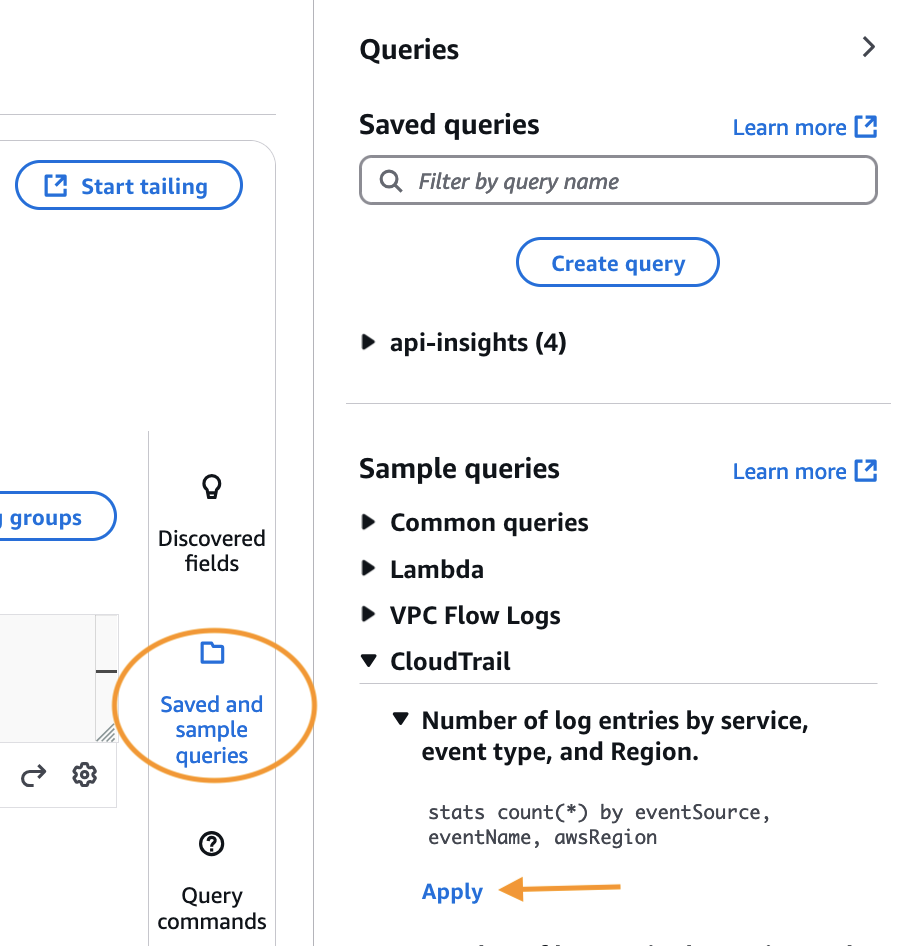 Queries
Saved queries
Learn more
Filter by query name
Create query
api-insights (4)
Sample queries
Learn more
Common queries
Lambda
VPC Flow Logs
CloudTrail
Number of log entries by service,
event type, and Region.
stats count(*) by eventSource,
eventName, awsRegion
Apply
Start tailing
groups
Discovered
fields
Saved and
sample
queries
Query
commands